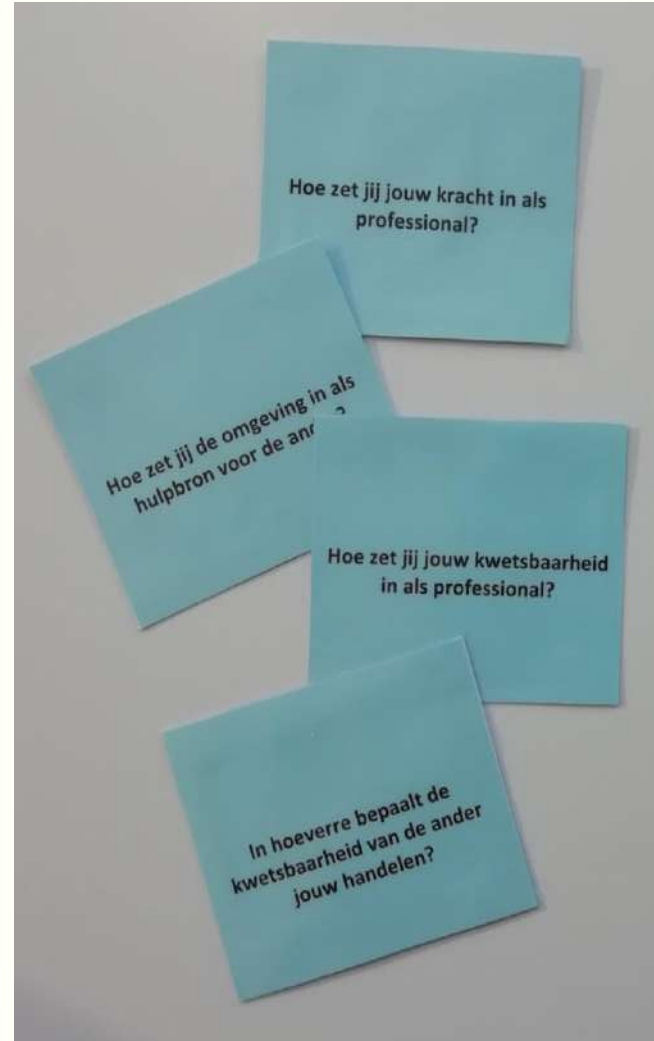 Hoe zet jij jouw kracht in als
professional?
Hoe zet jij de omgeving in als
hulpbron voor de
Hoe zet jij jouw kwetsbaarheid
in als professional?
In hoeverre bepaalt de
kwetsbaarheid van de ander
jouw handelen?